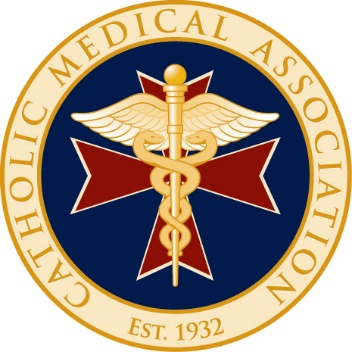 CATHOLIC MEDICAL ASSOCIATION
EST. 1932